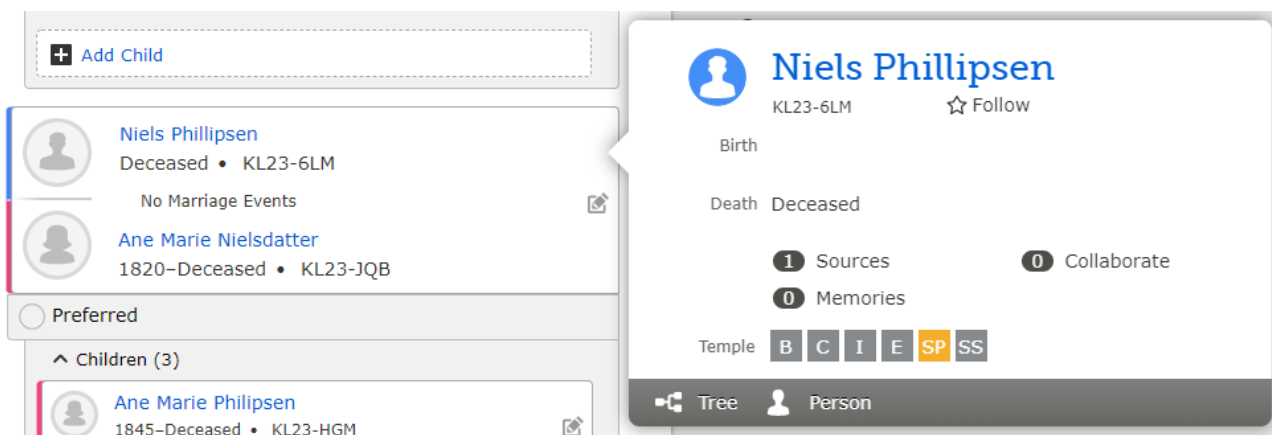 Add Child
Niels Phillipsen
Deceased • KL23-6LM
No Marriage Events
Ane Marie Nielsdatter
1820–Deceased • KL23-JQB
Preferred
Children (3)
Ane Marie Philipsen
1845–Deceased • KL23-HGM
Niels Phillipsen
KL23-6LM Follow
Birth
Death Deceased
1 Sources 0 Collaborate
0 Memories
Temple B C I E SP SS
Tree Person